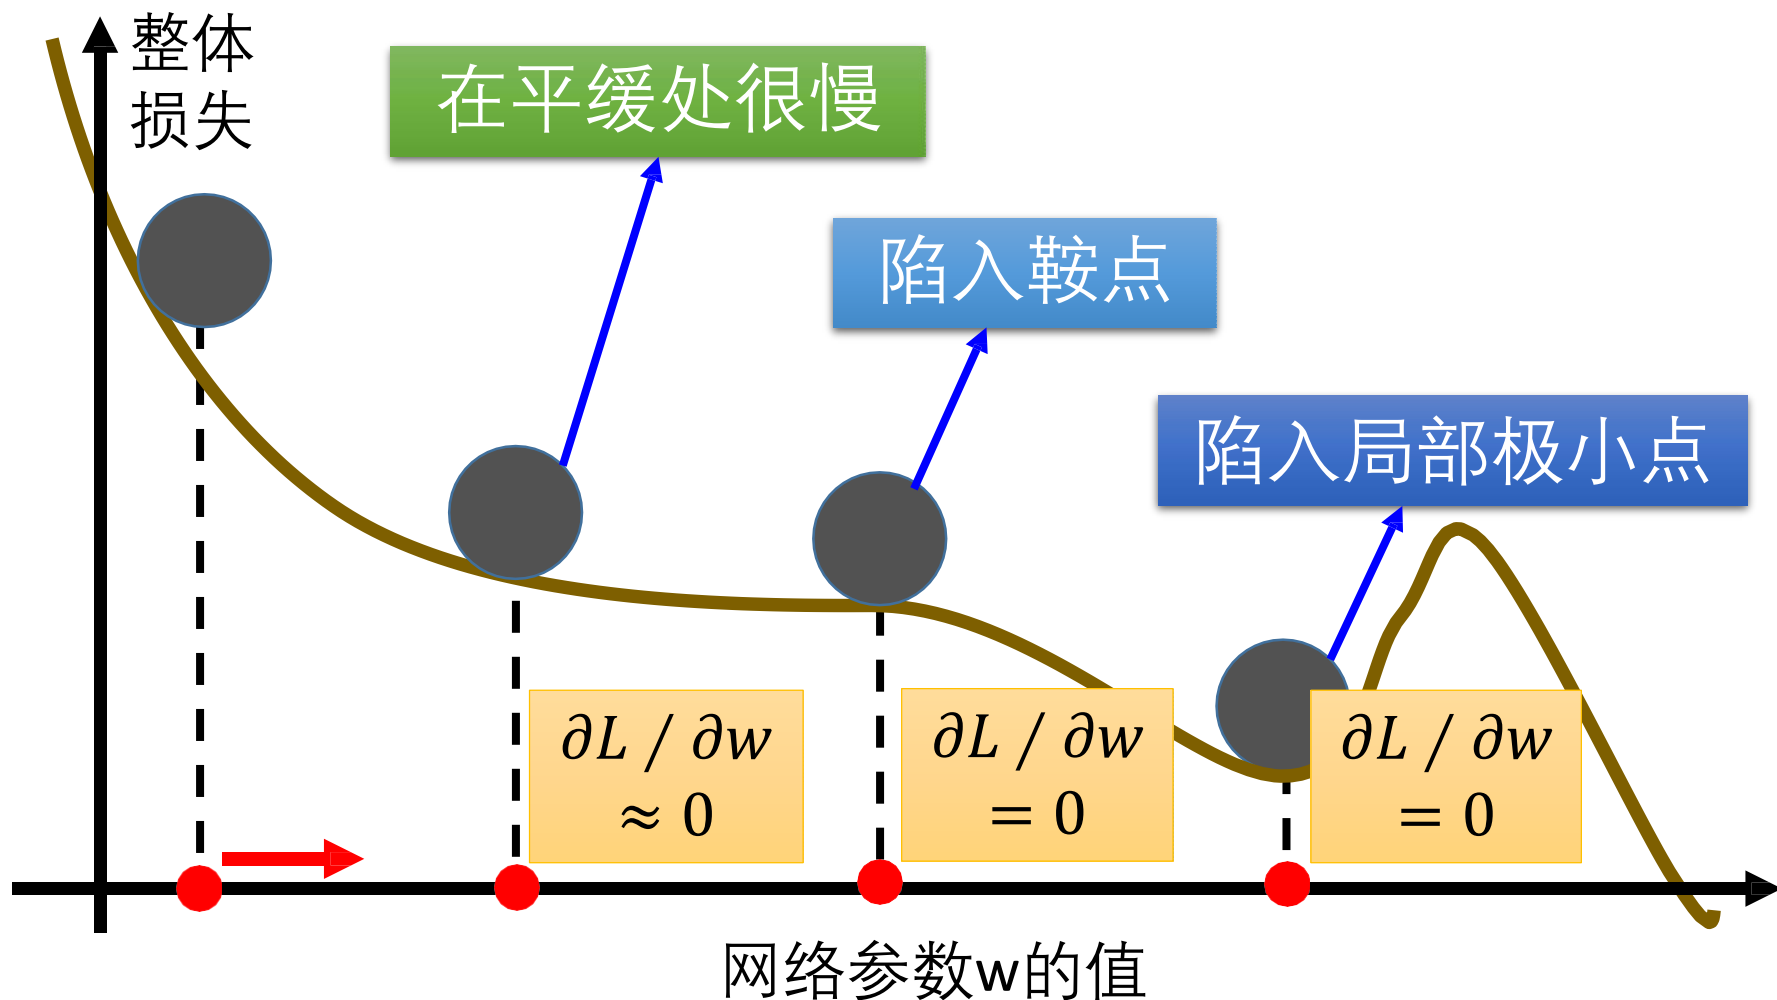 整体
损失
在平缓处很慢
陷入鞍点
陷入局部极小点
∂L / ∂w
≈ 0
∂L / ∂w
= 0
∂L / ∂w
= 0
网络参数w的值